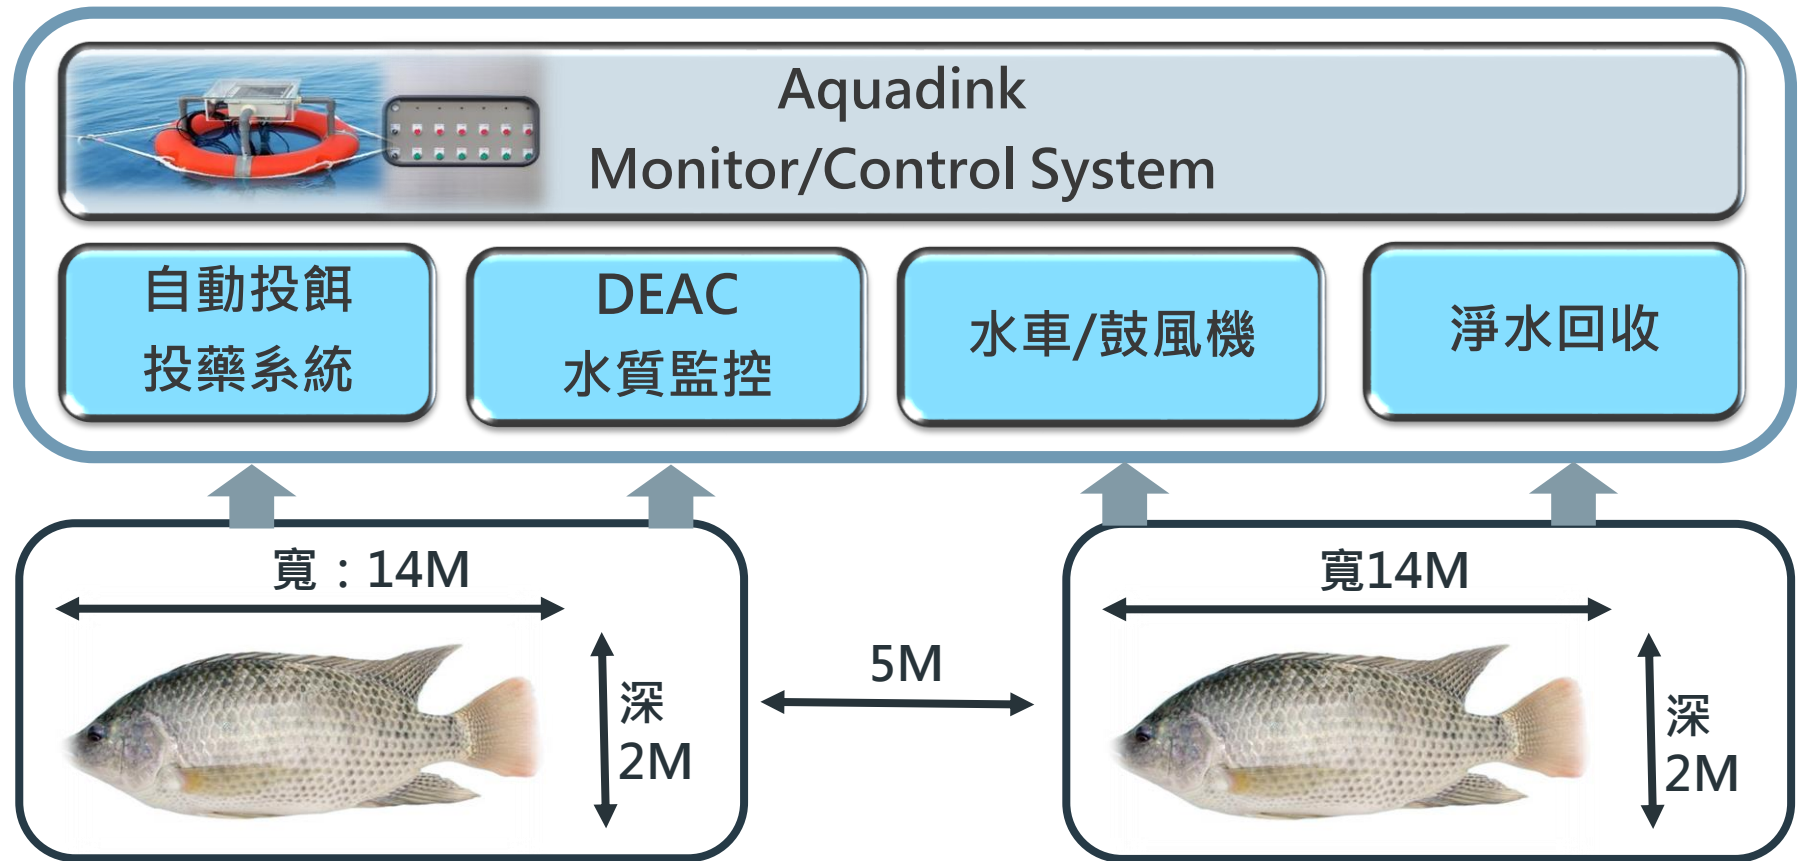 Aquadink
Monitor/Control System
自動投餌
投藥系統
DEAC
水質監控
水車/鼓風機
淨水回收
寬：14M
深
2M
5M
寬14M
深
2M